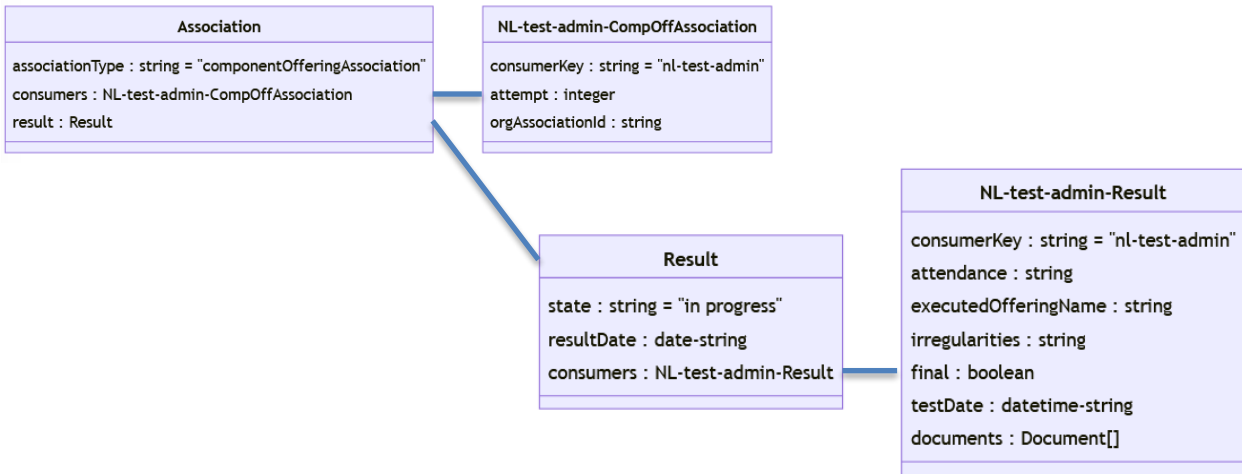 Association
associationType : string = "componentOfferingAssociation"
consumers : NL-test-admin-CompOffAssociation
result : Result
NL-test-admin-CompOffAssociation
consumerKey : string = "nl-test-admin"
attempt : integer
orgAssociationId : string
Result
state : string = "in progress"
resultDate : date-string
consumers : NL-test-admin-Result
NL-test-admin-Result
consumerKey : string = "nl-test-admin"
attendance : string
executedOfferingName : string
irregularities : string
final : boolean
testDate : datetime-string
documents : Document[]